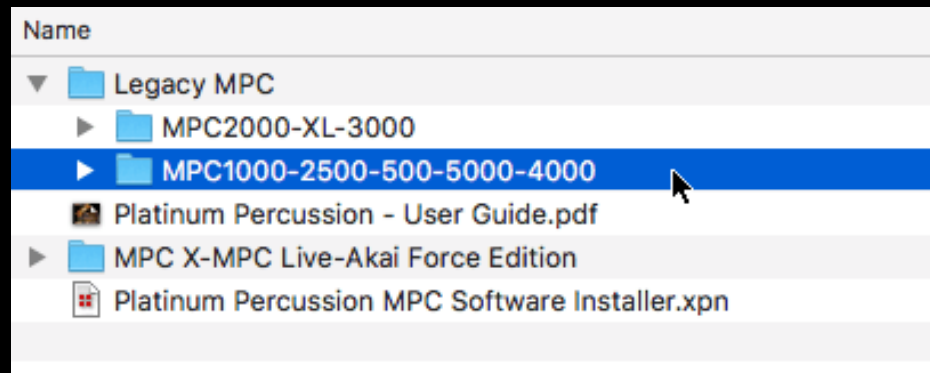 Name
Legacy MPC
MPC2000-XL-3000
MPC1000-2500-500-5000-4000
Platinum Percussion - User Guide.pdf
MPC X-MPC Live-Akai Force Edition
Platinum Percussion MPC Software Installer.xpn